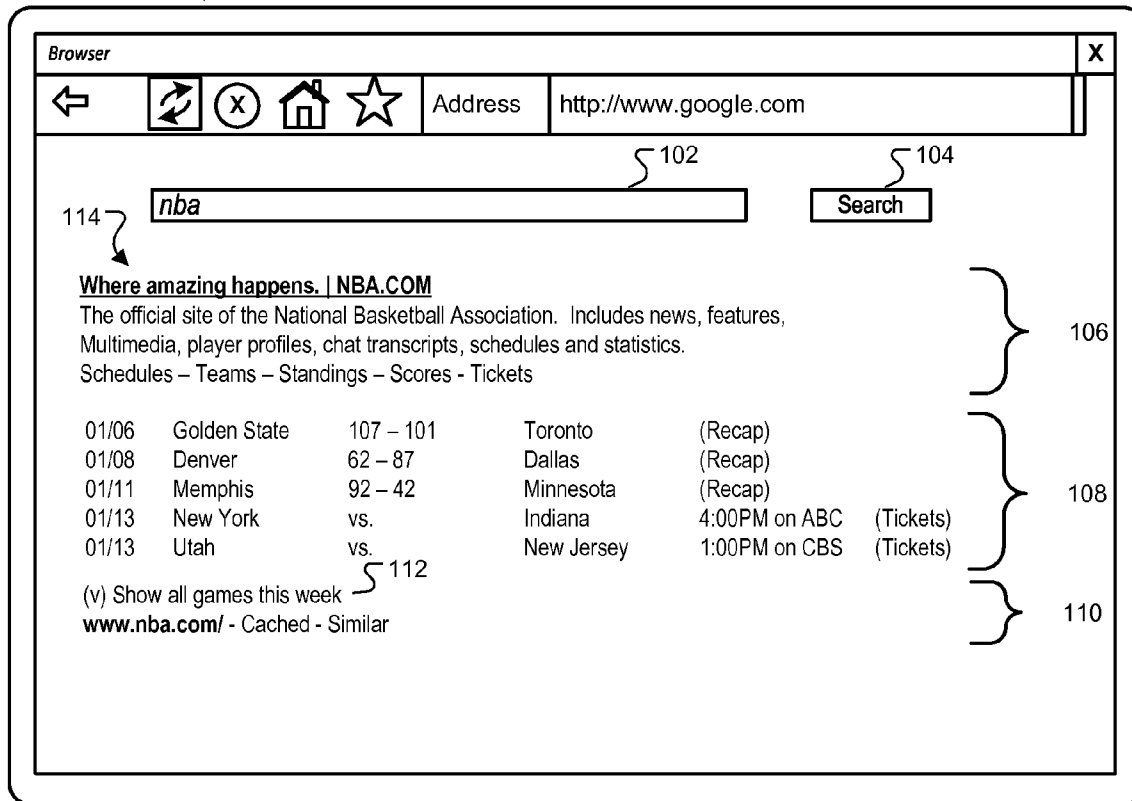 Browser X
X Address http://www.google.com
102 104
nba Search
114
Where amazing happens. | NBA.COM
The official site of the National Basketball Association. Includes news, features,
Multimedia, player profiles, chat transcripts, schedules and statistics.
106
Schedules – Teams – Standings – Scores - Tickets
01/06 Golden State 107 – 101 Toronto (Recap)
01/08 Denver 62 – 87 Dallas (Recap)
01/11 Memphis 92 – 42 Minnesota (Recap)
108
01/13 New York vs. Indiana 4:00PM on ABC (Tickets)
01/13 Utah vs. New Jersey 1:00PM on CBS (Tickets)
112
(v) Show all games this week
110
www.nba.com/ - Cached - Similar